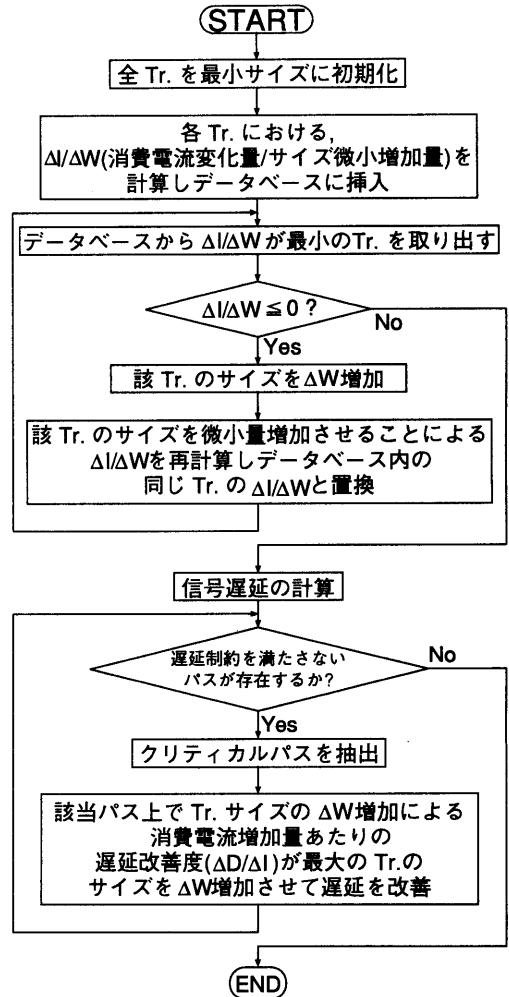 START
全 Tr. を最小サイズに初期化
各 Tr. における,
ΔI/ΔW(消費電流変化量/サイズ微小増加量)を
計算しデータベースに挿入
データベースから ΔI/ΔW が最小のTr. を取り出す
ΔI/ΔW ≦ 0 ?
No
Yes
該 Tr. のサイズを ΔW増加
該 Tr. のサイズを微小量増加させることによる
ΔI/ΔWを再計算しデータベース内の
同じ Tr. の ΔI/ΔWと置換
信号遅延の計算
遅延制約を満たさない
パスが存在するか?
No
Yes
クリティカルパスを抽出
該当パス上で Tr. サイズの ΔW増加による
消費電流増加量あたりの
遅延改善度(ΔD/ΔI)が最大の Tr.の
サイズを ΔW増加させて遅延を改善
END